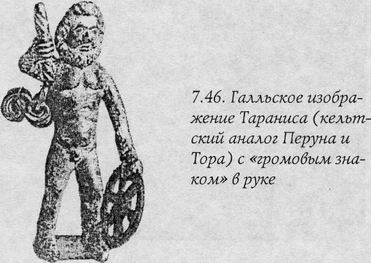 7.46. Галльское изобра-
жение Тараниса (кельт-
ский аналог Перуна и
Тора) с «громовым зна-
ком» в руке